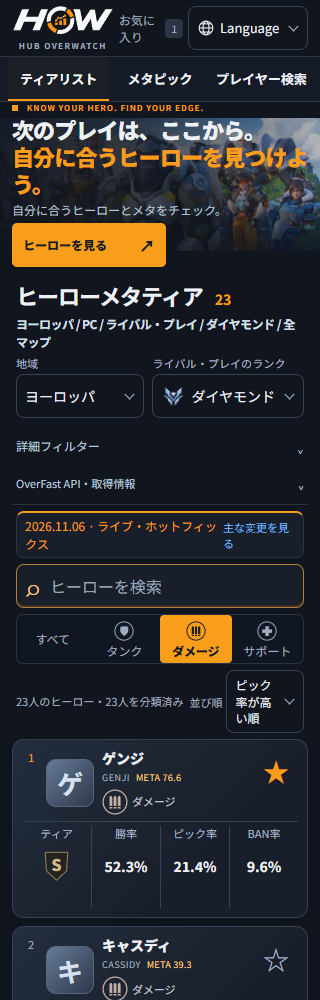 HOW
HUB OVERWATCH
お気に
入り
1
Language
ティアリスト
メタピック
プレイヤー検索
KNOW YOUR HERO. FIND YOUR EDGE.
次のプレイは、ここから。
自分に合うヒーローを見つけよ
う。
自分に合うヒーローとメタをチェック。
ヒーローを見る
ヒーローメタティア 23
ヨーロッパ / PC / ライバル・プレイ / ダイヤモンド / 全
マップ
地域
ライバル・プレイのランク
ヨーロッパ
ダイヤモンド
詳細フィルター
OverFast API・取得情報
2026.11.06 · ライブ・ホットフィッ
クス
主な変更を見
る
ヒーローを検索
すべて
タンク
ダメージ
サポート
23人のヒーロー・23人を分類済み
並び順
ピック
率が高
い順
1
ゲ
ゲンジ
GENJI META 76.6
ダメージ
ティア
勝率
ピック率
BAN率
S
52.3%
21.4%
9.6%
2
キ
キャスディ
CASSIDY META 39.3
ダメージ